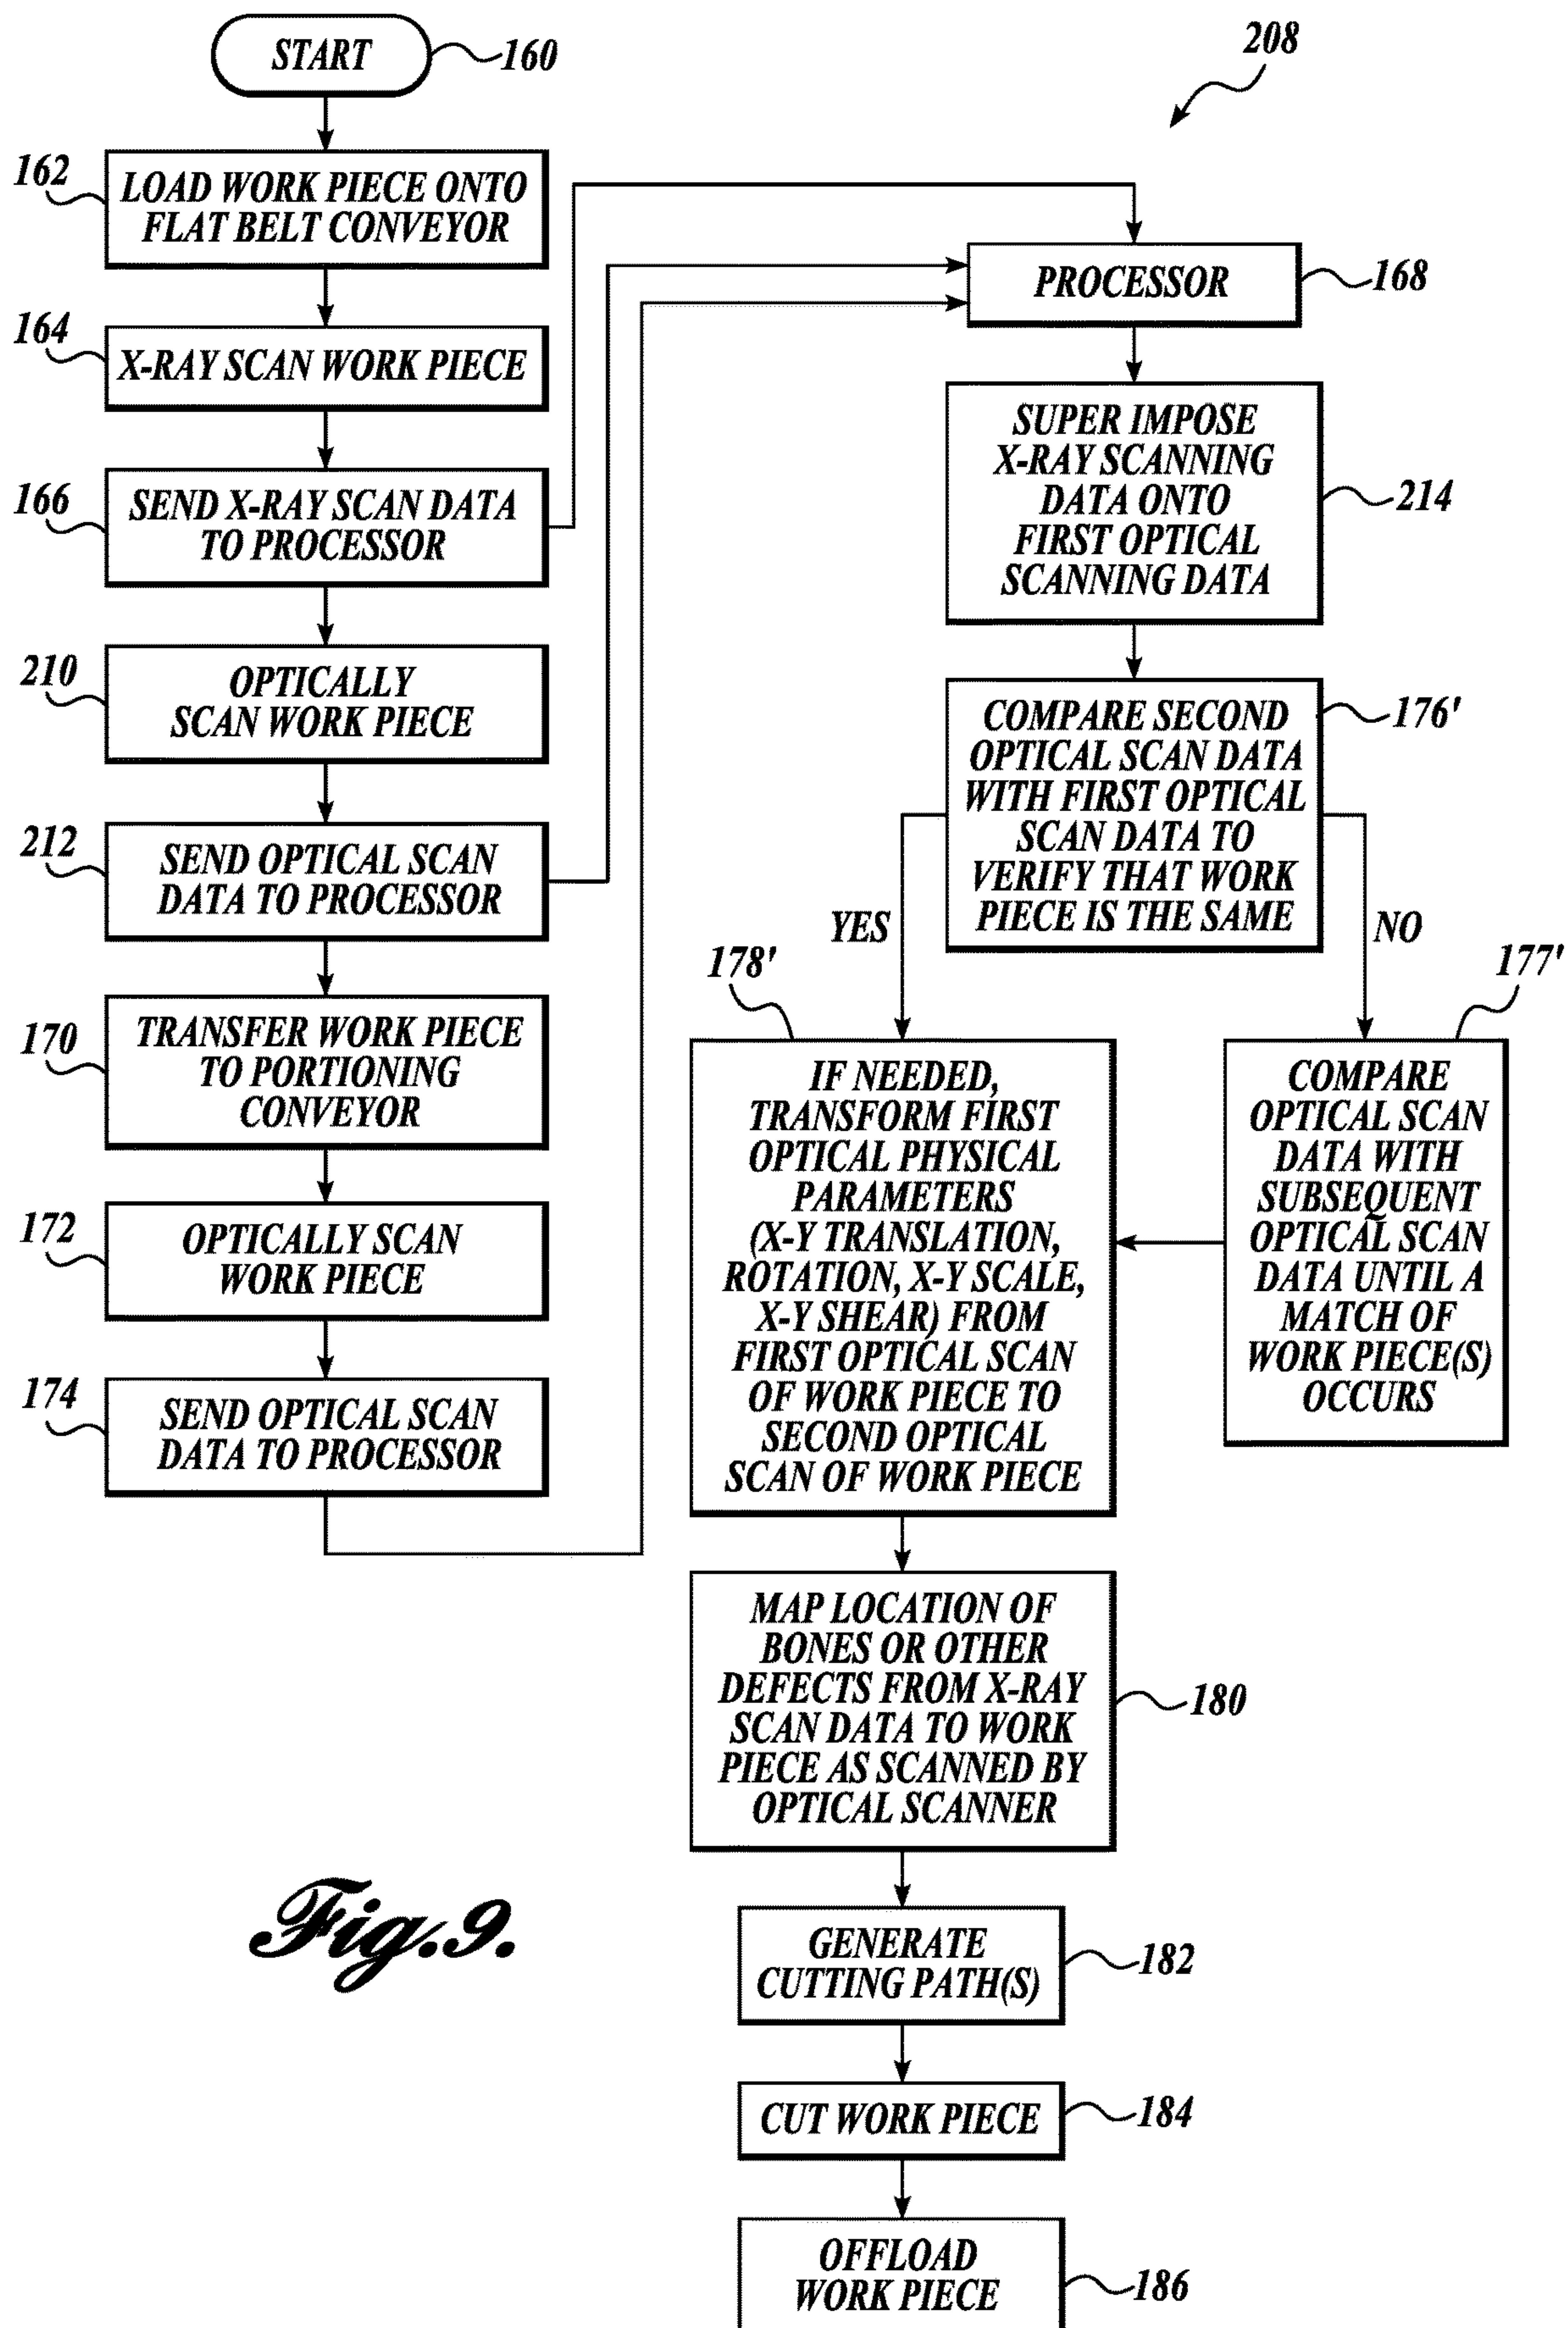 START
160
208
162
LOAD WORK PIECE ONTO
FLAT BELT CONVEYOR
164
X-RAY SCAN WORK PIECE
166
SEND X-RAY SCAN DATA
TO PROCESSOR
210
OPTICALLY
SCAN WORK PIECE
212
SEND OPTICAL SCAN
DATA TO PROCESSOR
170
TRANSFER WORK PIECE
TO PORTIONING
CONVEYOR
172
OPTICALLY SCAN
WORK PIECE
174
SEND OPTICAL SCAN
DATA TO PROCESSOR
PROCESSOR
168
SUPER IMPOSE
X-RAY SCANNING
DATA ONTO
FIRST OPTICAL
SCANNING DATA
214
COMPARE SECOND
OPTICAL SCAN DATA
WITH FIRST OPTICAL
SCAN DATA TO
VERIFY THAT WORK
PIECE IS THE SAME
176'
YES
NO
178'
IF NEEDED,
TRANSFORM FIRST
OPTICAL PHYSICAL
PARAMETERS
(X-Y TRANSLATION,
ROTATION, X-Y SCALE,
X-Y SHEAR) FROM
FIRST OPTICAL SCAN
OF WORK PIECE TO
SECOND OPTICAL
SCAN OF WORK PIECE
177'
COMPARE
OPTICAL SCAN
DATA WITH
SUBSEQUENT
OPTICAL SCAN
DATA UNTIL A
MATCH OF
WORK PIECE(S)
OCCURS
MAP LOCATION OF
BONES OR OTHER
DEFECTS FROM X-RAY
SCAN DATA TO WORK
PIECE AS SCANNED BY
OPTICAL SCANNER
180
GENERATE
CUTTING PATH(S)
182
CUT WORK PIECE
184
OFFLOAD
WORK PIECE
186
Fig.9.